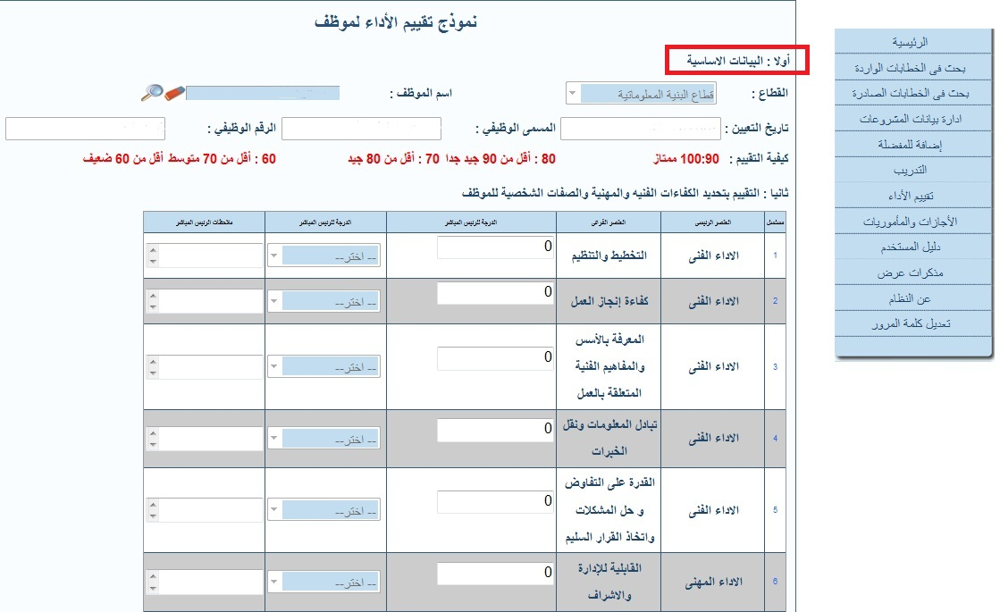 نموذج تقييم الأداء لموظف
أولا : البيانات الاساسية
القطاع : قطاع البنية المعلوماتية اسم الموظف :
تاريخ التعيين : المسمى الوظيفي : الرقم الوظيفي :
كيفية التقييم : 100:90 ممتاز 80 : أقل من 90 جيد جدا 70 : أقل من 80 جيد 60 : أقل من 70 متوسط أقل من 60 ضعيف
ثانيا : التقييم بتحديد الكفاءات الفنيه والمهنية والصفات الشخصية للموظف
مسلسل العنصر الرئيسى العنصر الفرعى الدرجة للرئيس المباشر الدرجة للرئيس المباشر ملاحظات الرئيس المباشر
1 الاداء الفنى التخطيط والتنظيم 0 -- اختر--
2 الاداء الفنى كفاءة إنجاز العمل 0 -- اختر--
3 الاداء الفنى المعرفة بالأسس 0 -- اختر--
والمفاهيم الفنية
المتعلقة بالعمل
4 الاداء الفنى تبادل المعلومات ونقل 0 -- اختر--
الخبرات
5 الاداء الفنى القدرة على التفاوض 0 -- اختر--
و حل المشكلات
واتخاذ القرار السليم
6 الاداء المهنى القابلية للإدارة 0 -- اختر--
والاشراف
الرئيسية
بحث فى الخطابات الواردة
بحث فى الخطابات الصادرة
ادارة بيانات المشروعات
إضافة للمفضلة
التدريب
تقييم الأداء
الأجازات والمأموريات
دليل المستخدم
مذكرات عرض
عن النظام
تعديل كلمة المرور